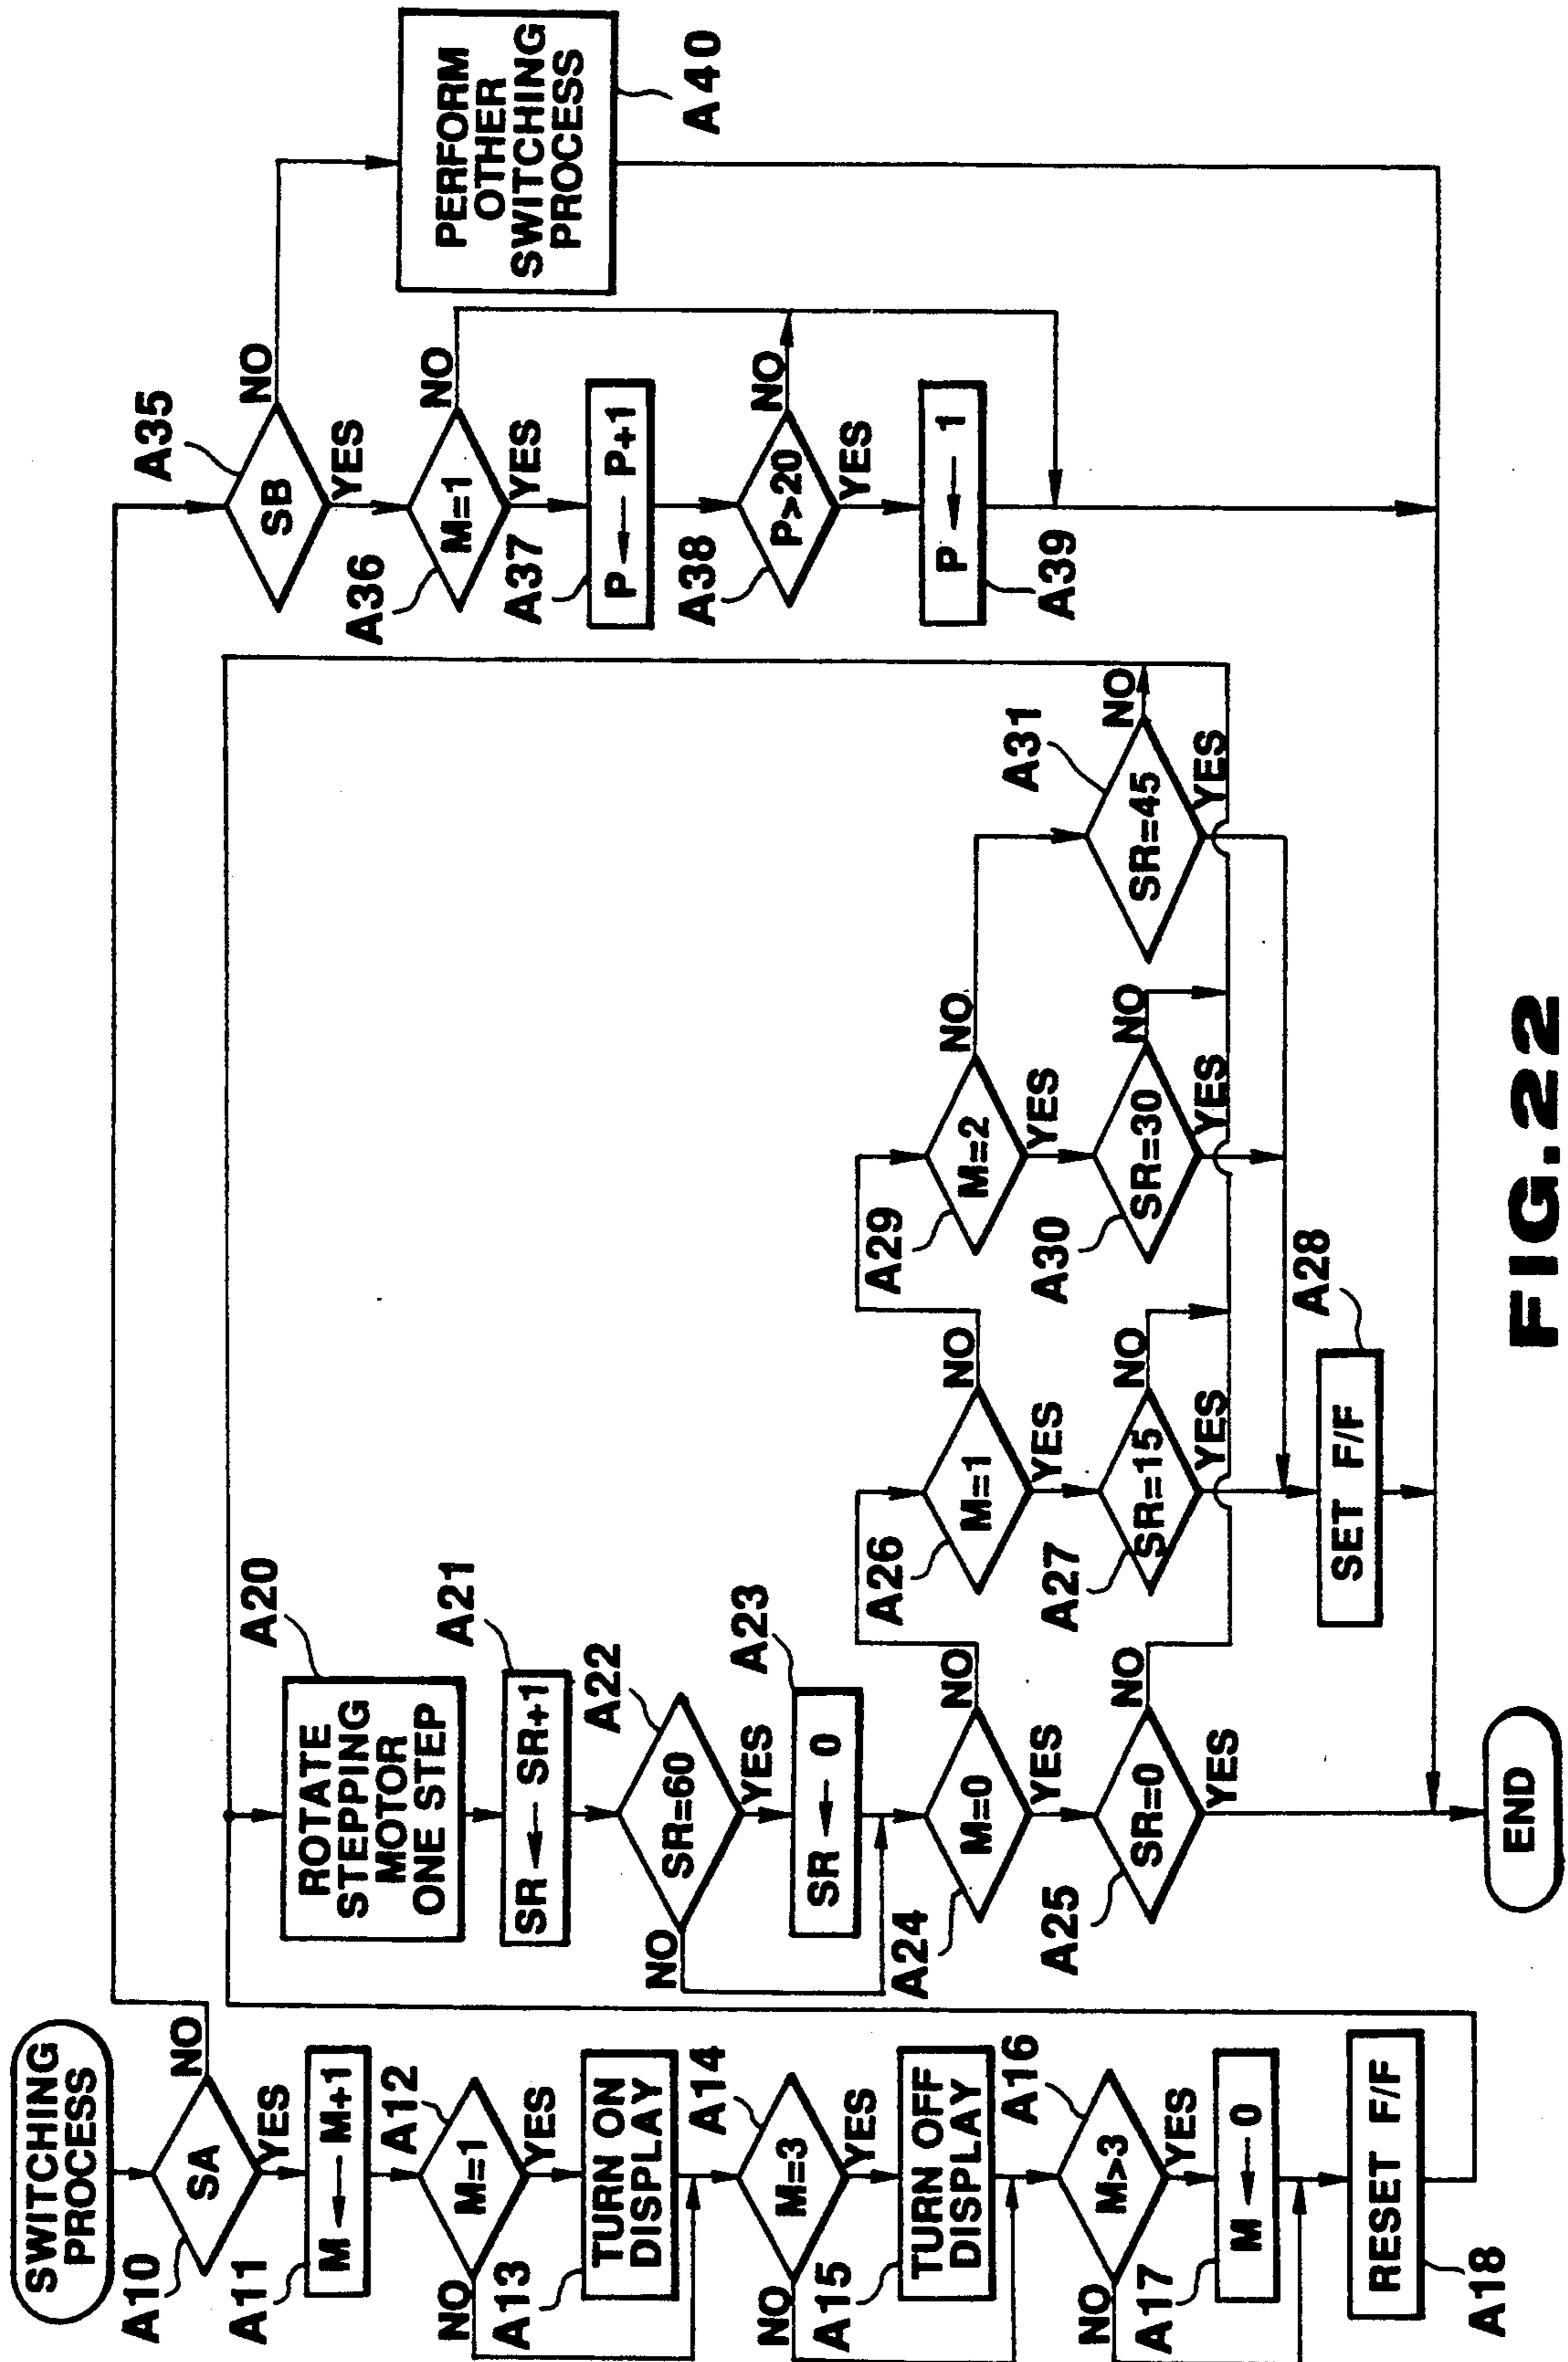 SWITCHING
PROCESS
A10
SA
NO
YES
A11
M ← M+1
A12
M=1
NO
YES
A13
TURN ON
DISPLAY
A14
M=3
NO
YES
A15
TURN OFF
DISPLAY
A16
M>3
NO
YES
A17
M ← 0
RESET F/F
A18
A20
ROTATE
STEPPING
MOTOR
ONE STEP
A21
SR ← SR+1
A22
SR=60
NO
YES
A23
SR ← 0
A24
M=0
NO
YES
A25
SR=0
NO
YES
END
A26
M=1
NO
YES
A27
SR=15
NO
YES
A28
SET F/F
A29
M=2
NO
YES
A30
SR=30
NO
YES
A31
SR=45
NO
YES
A35
SB
NO
YES
A36
M=1
NO
YES
A37
P ← P+1
A38
P>20
NO
YES
P ← 1
A39
PERFORM
OTHER
SWITCHING
PROCESS
A40
FIG.22